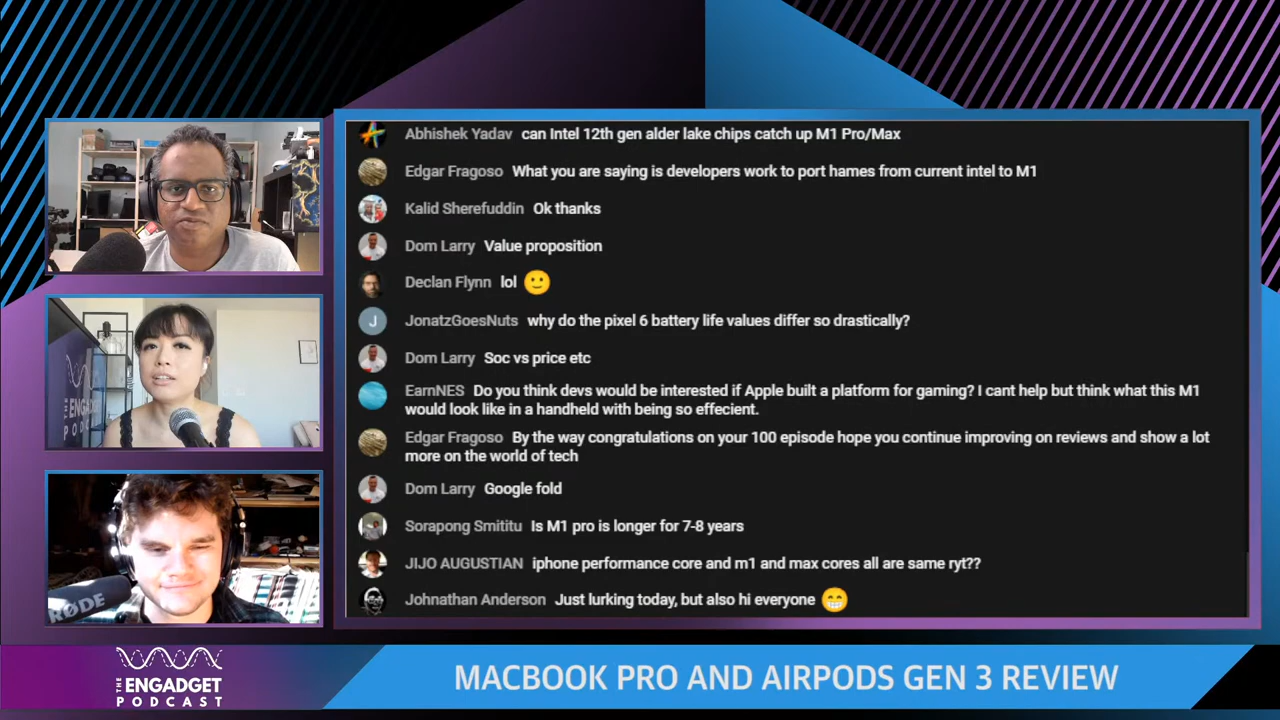 Abhishek Yadav can Intel 12th gen alder lake chips catch up M1 Pro/Max
Edgar Fragoso What you are saying is developers work to port hames from current intel to M1
Kalid Sherefuddin Ok thanks
Dom Larry Value proposition
Declan Flynn lol
J JonatzGoesNuts why do the pixel 6 battery life values differ so drastically?
Dom Larry Soc vs price etc
EarnNES Do you think devs would be interested if Apple built a platform for gaming? I cant help but think what this M1
would look like in a handheld with being so effecient.
Edgar Fragoso By the way congratulations on your 100 episode hope you continue improving on reviews and show a lot
more on the world of tech
Dom Larry Google fold
Sorapong Smititu Is M1 pro is longer for 7-8 years
JIJO AUGUSTIAN iphone performance core and m1 and max cores all are same ryt??
Johnathan Anderson Just lurking today, but also hi everyone
RØDE
THE
ENGADGET
PODCAST
MACBOOK PRO AND AIRPODS GEN 3 REVIEW